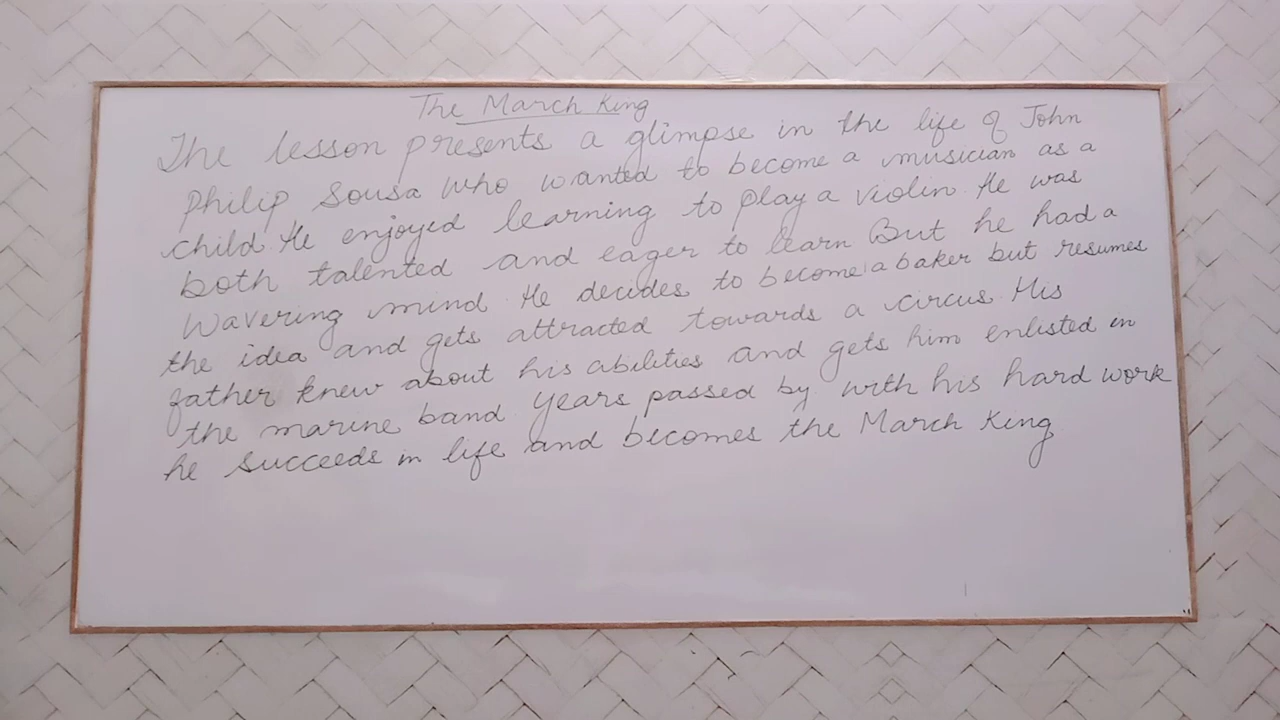 The March King
The lesson presents a glimpse in the life of John
Philip Sousa who wanted to become a musician as a
child. He enjoyed learning to play a violin He was
both talented and eager to learn But he had a
wavering mind He decides to become a baker but resumes
the idea and gets attracted towards a circus His
father knew about his abilities and gets him enlisted in
the marine band years passed by with his hard work
he succeeds in life and becomes the March King